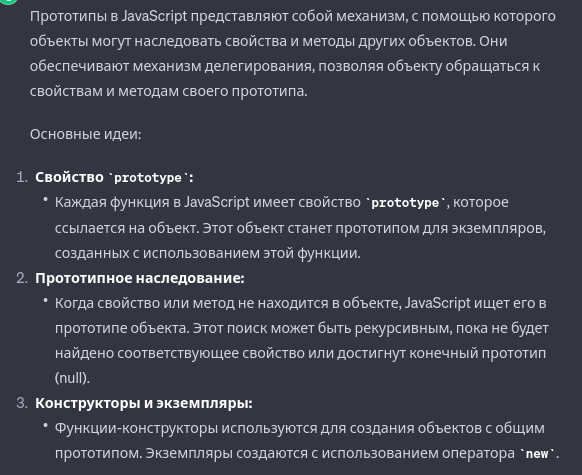 Прототипы в JavaScript представляют собой механизм, с помощью которого
объекты могут наследовать свойства и методы других объектов. Они
обеспечивают механизм делегирования, позволяя объекту обращаться к
свойствам и методам своего прототипа.
Основные идеи:
1. Свойство `prototype`:
• Каждая функция в JavaScript имеет свойство `prototype`, которое
ссылается на объект. Этот объект станет прототипом для экземпляров,
созданных с использованием этой функции.
2. Прототипное наследование:
• Когда свойство или метод не находится в объекте, JavaScript ищет его в
прототипе объекта. Этот поиск может быть рекурсивным, пока не будет
найдено соответствующее свойство или достигнут конечный прототип
(null).
3. Конструкторы и экземпляры:
• Функции-конструкторы используются для создания объектов с общим
прототипом. Экземпляры создаются с использованием оператора `new`.